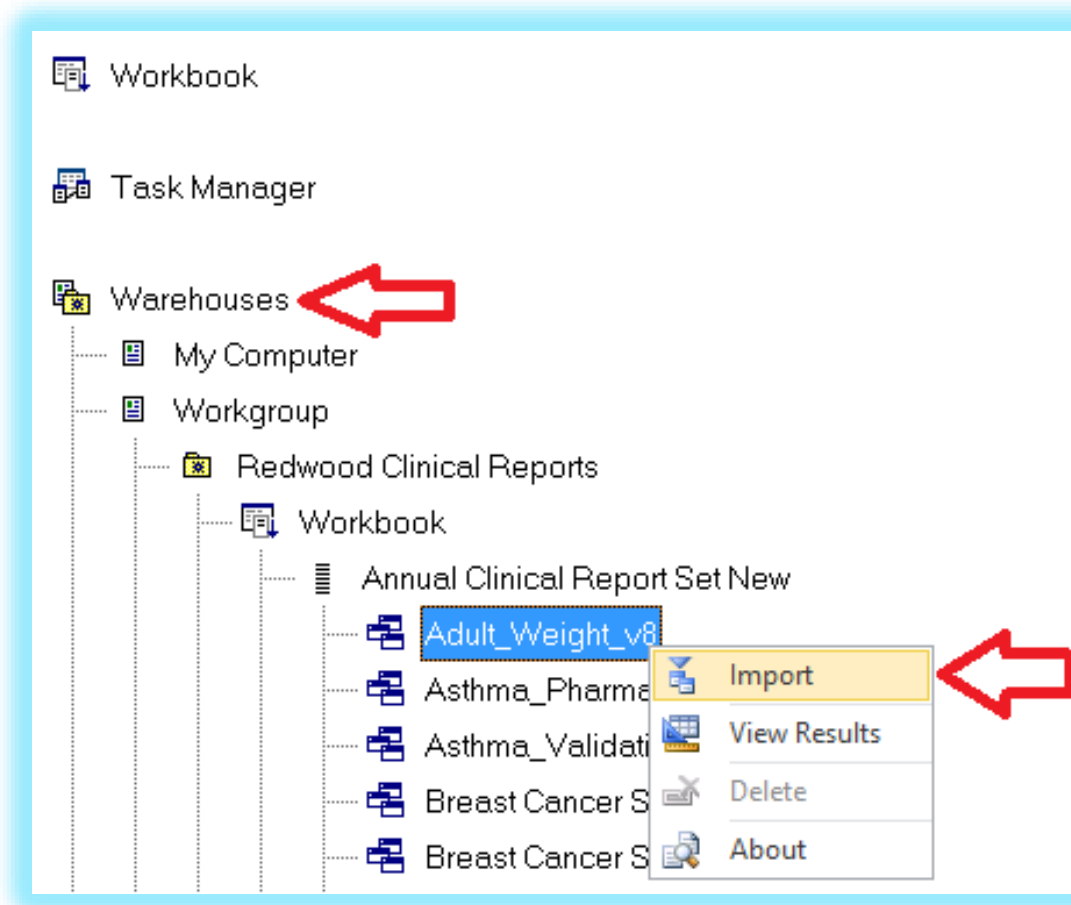 Workbook
Task Manager
Warehouses
My Computer
Workgroup
Redwood Clinical Reports
Workbook
Annual Clinical Report Set New
Adult_Weight_v8
Import
Asthma_Pharma
View Results
Asthma_Validati
Delete
Breast Cancer S
About
Breast Cancer S